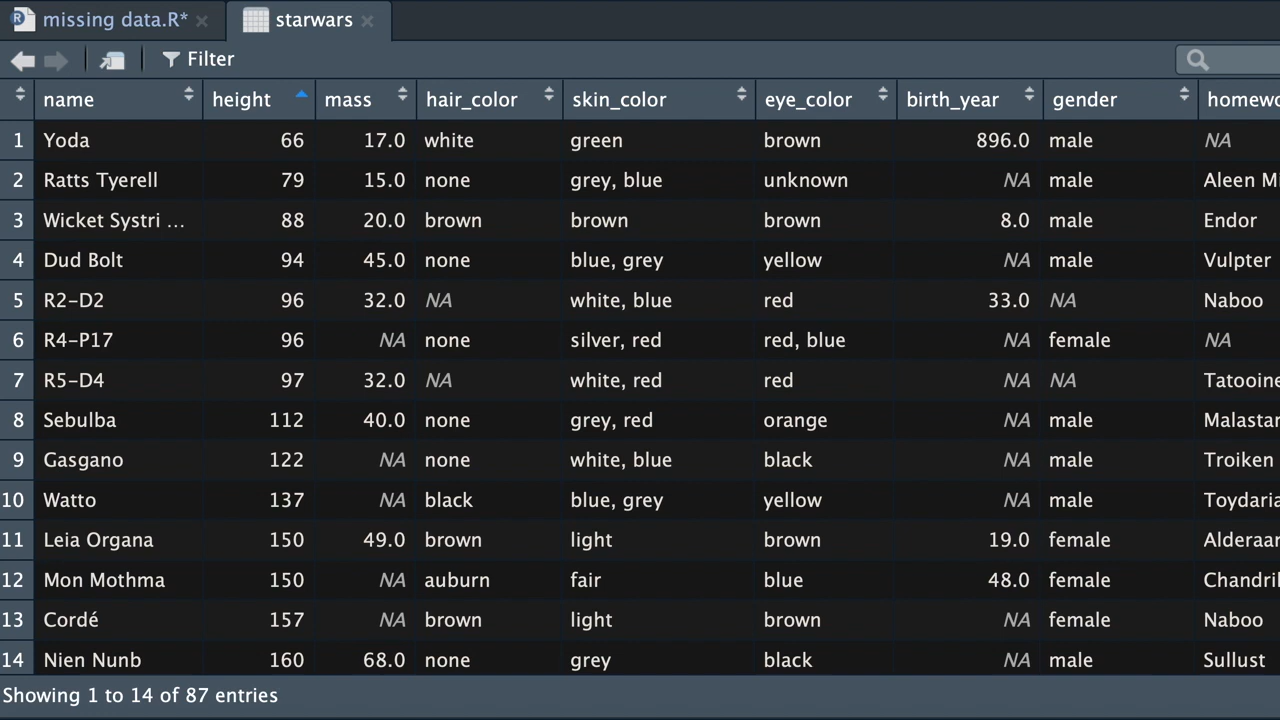 missing data.R* starwars
Filter
name height mass hair_color skin_color eye_color birth_year gender homewo
1 Yoda 66 17.0 white green brown 896.0 male NA
2 Ratts Tyerell 79 15.0 none grey, blue unknown NA male Aleen Mi
3 Wicket Systri ... 88 20.0 brown brown brown 8.0 male Endor
4 Dud Bolt 94 45.0 none blue, grey yellow NA male Vulpter
5 R2-D2 96 32.0 NA white, blue red 33.0 NA Naboo
6 R4-P17 96 NA none silver, red red, blue NA female NA
7 R5-D4 97 32.0 NA white, red red NA NA Tatooine
8 Sebulba 112 40.0 none grey, red orange NA male Malastar
9 Gasgano 122 NA none white, blue black NA male Troiken
10 Watto 137 NA black blue, grey yellow NA male Toydaria
11 Leia Organa 150 49.0 brown light brown 19.0 female Alderaar
12 Mon Mothma 150 NA auburn fair blue 48.0 female Chandril
13 Cordé 157 NA brown light brown NA female Naboo
14 Nien Nunb 160 68.0 none grey black NA male Sullust
Showing 1 to 14 of 87 entries